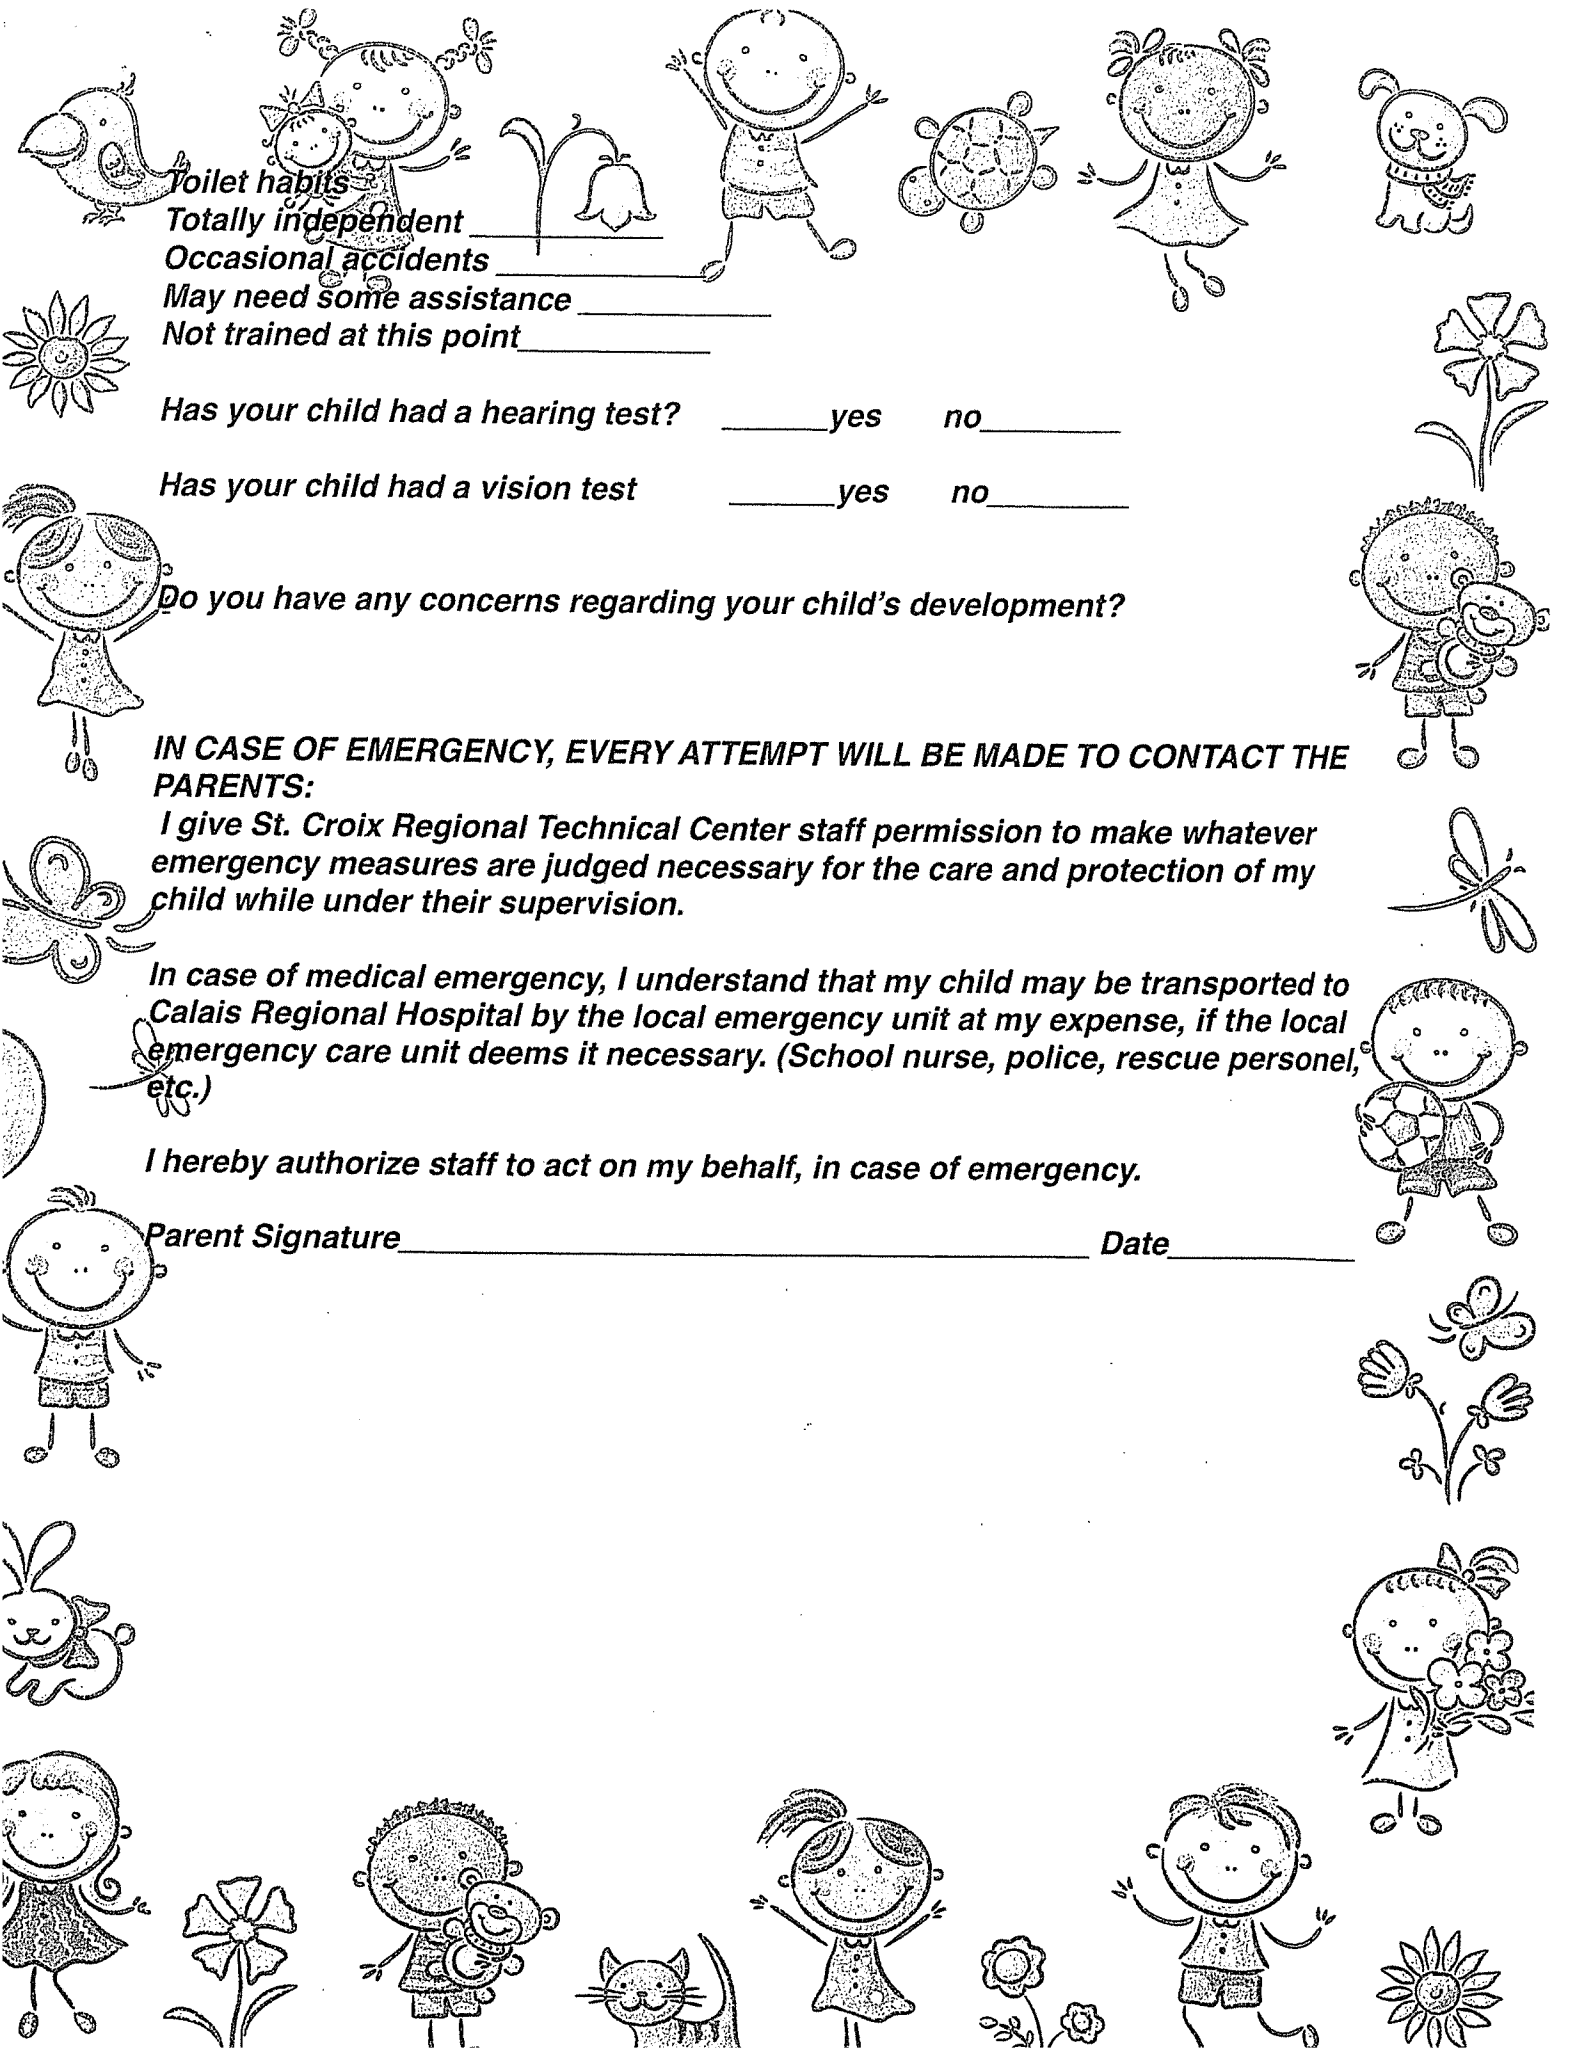 Toilet habits
Totally independent ___________
Occasional accidents ____________
May need some assistance ___________
Not trained at this point___________
Has your child had a hearing test? ______yes no________
Has your child had a vision test ______yes no________
Do you have any concerns regarding your child's development?
IN CASE OF EMERGENCY, EVERY ATTEMPT WILL BE MADE TO CONTACT THE
PARENTS:
I give St. Croix Regional Technical Center staff permission to make whatever
emergency measures are judged necessary for the care and protection of my
child while under their supervision.
In case of medical emergency, I understand that my child may be transported to
Calais Regional Hospital by the local emergency unit at my expense, if the local
emergency care unit deems it necessary. (School nurse, police, rescue personel,
etc.)
I hereby authorize staff to act on my behalf, in case of emergency.
Parent Signature________________________________________ Date___________